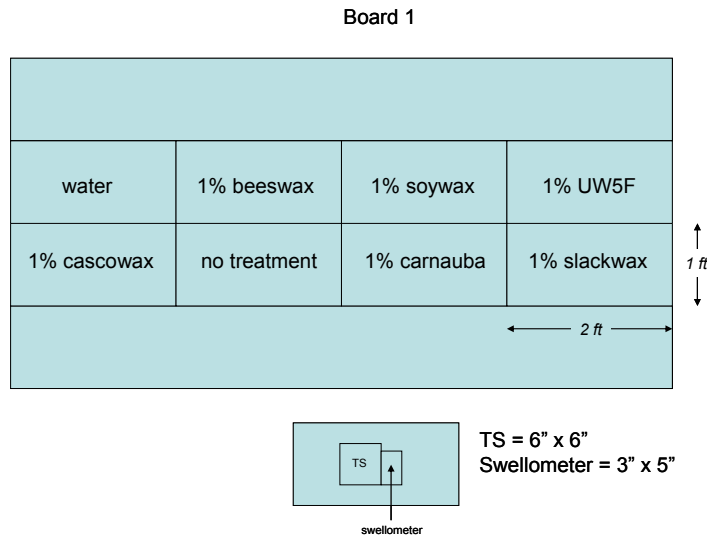 Board 1
water
1% beeswax
1% soywax
1% UW5F
1% cascowax
no treatment
1% carnauba
1% slackwax
1 ft
2 ft
TS
TS = 6” x 6”
Swellometer = 3” x 5”
swellometer